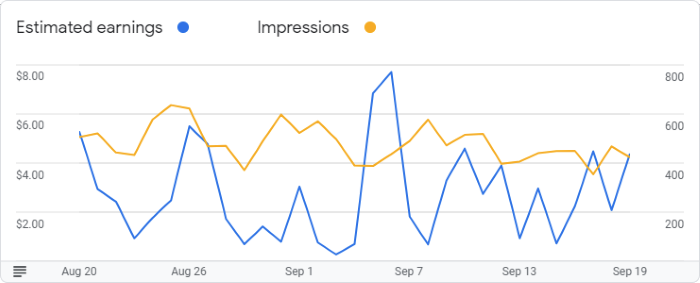 Estimated earnings Impressions
$8.00 800
$6.00 600
$4.00 400
$2.00 200
Aug 20 Aug 26 Sep 1 Sep 7 Sep 13 Sep 19